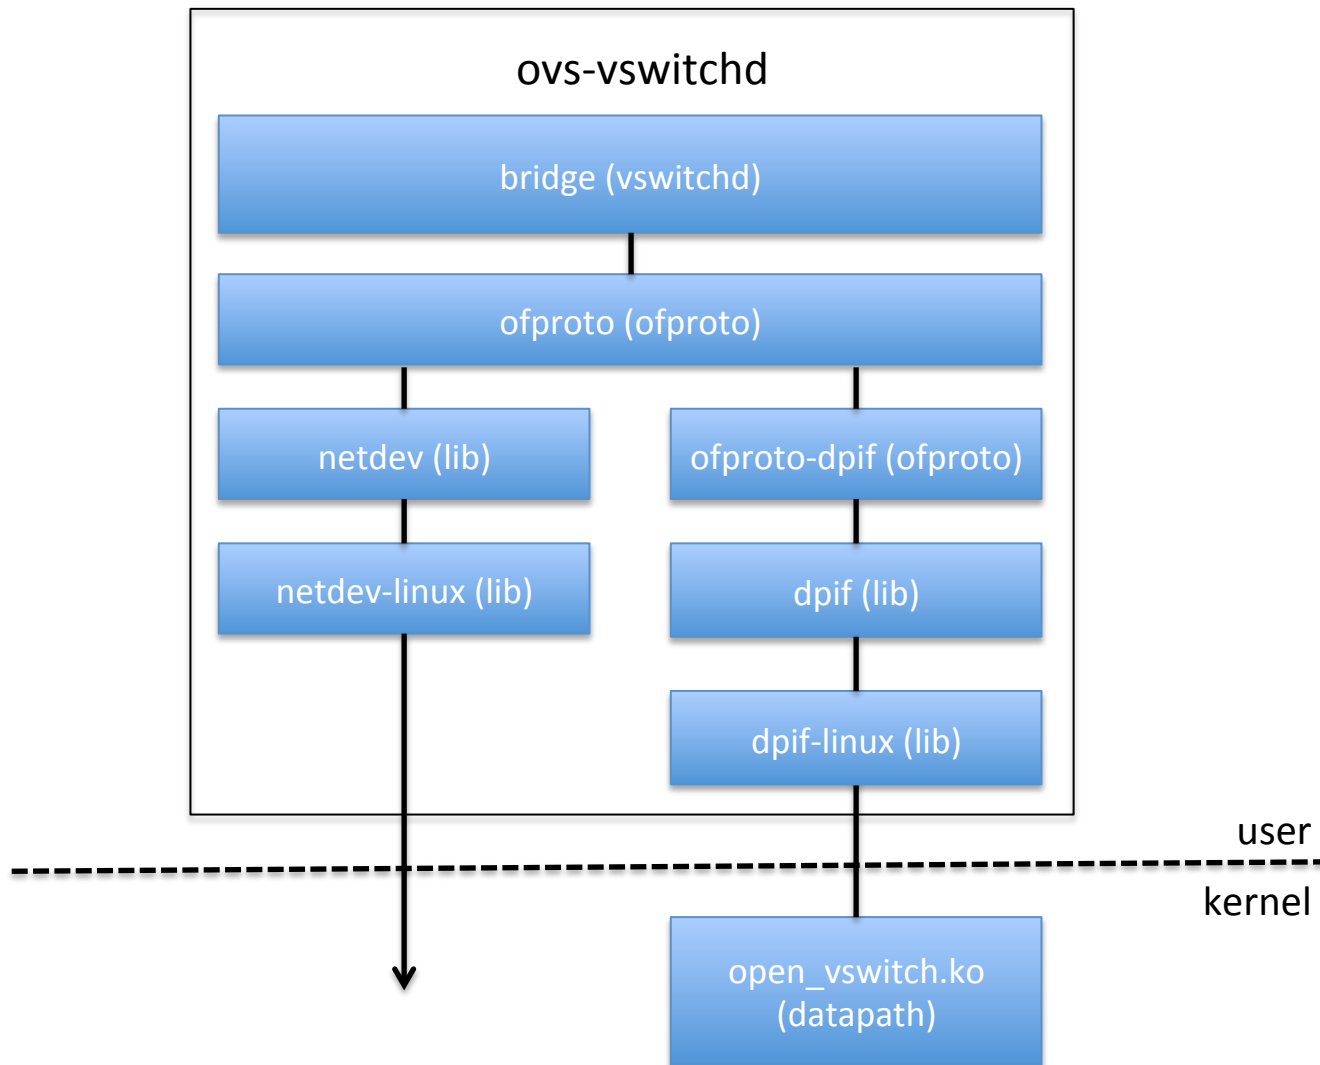 ovs-vswitchd
bridge (vswitchd)
ofproto (ofproto)
netdev (lib)
ofproto-dpif (ofproto)
netdev-linux (lib)
dpif (lib)
dpif-linux (lib)
user
kernel
open_vswitch.ko
(datapath)